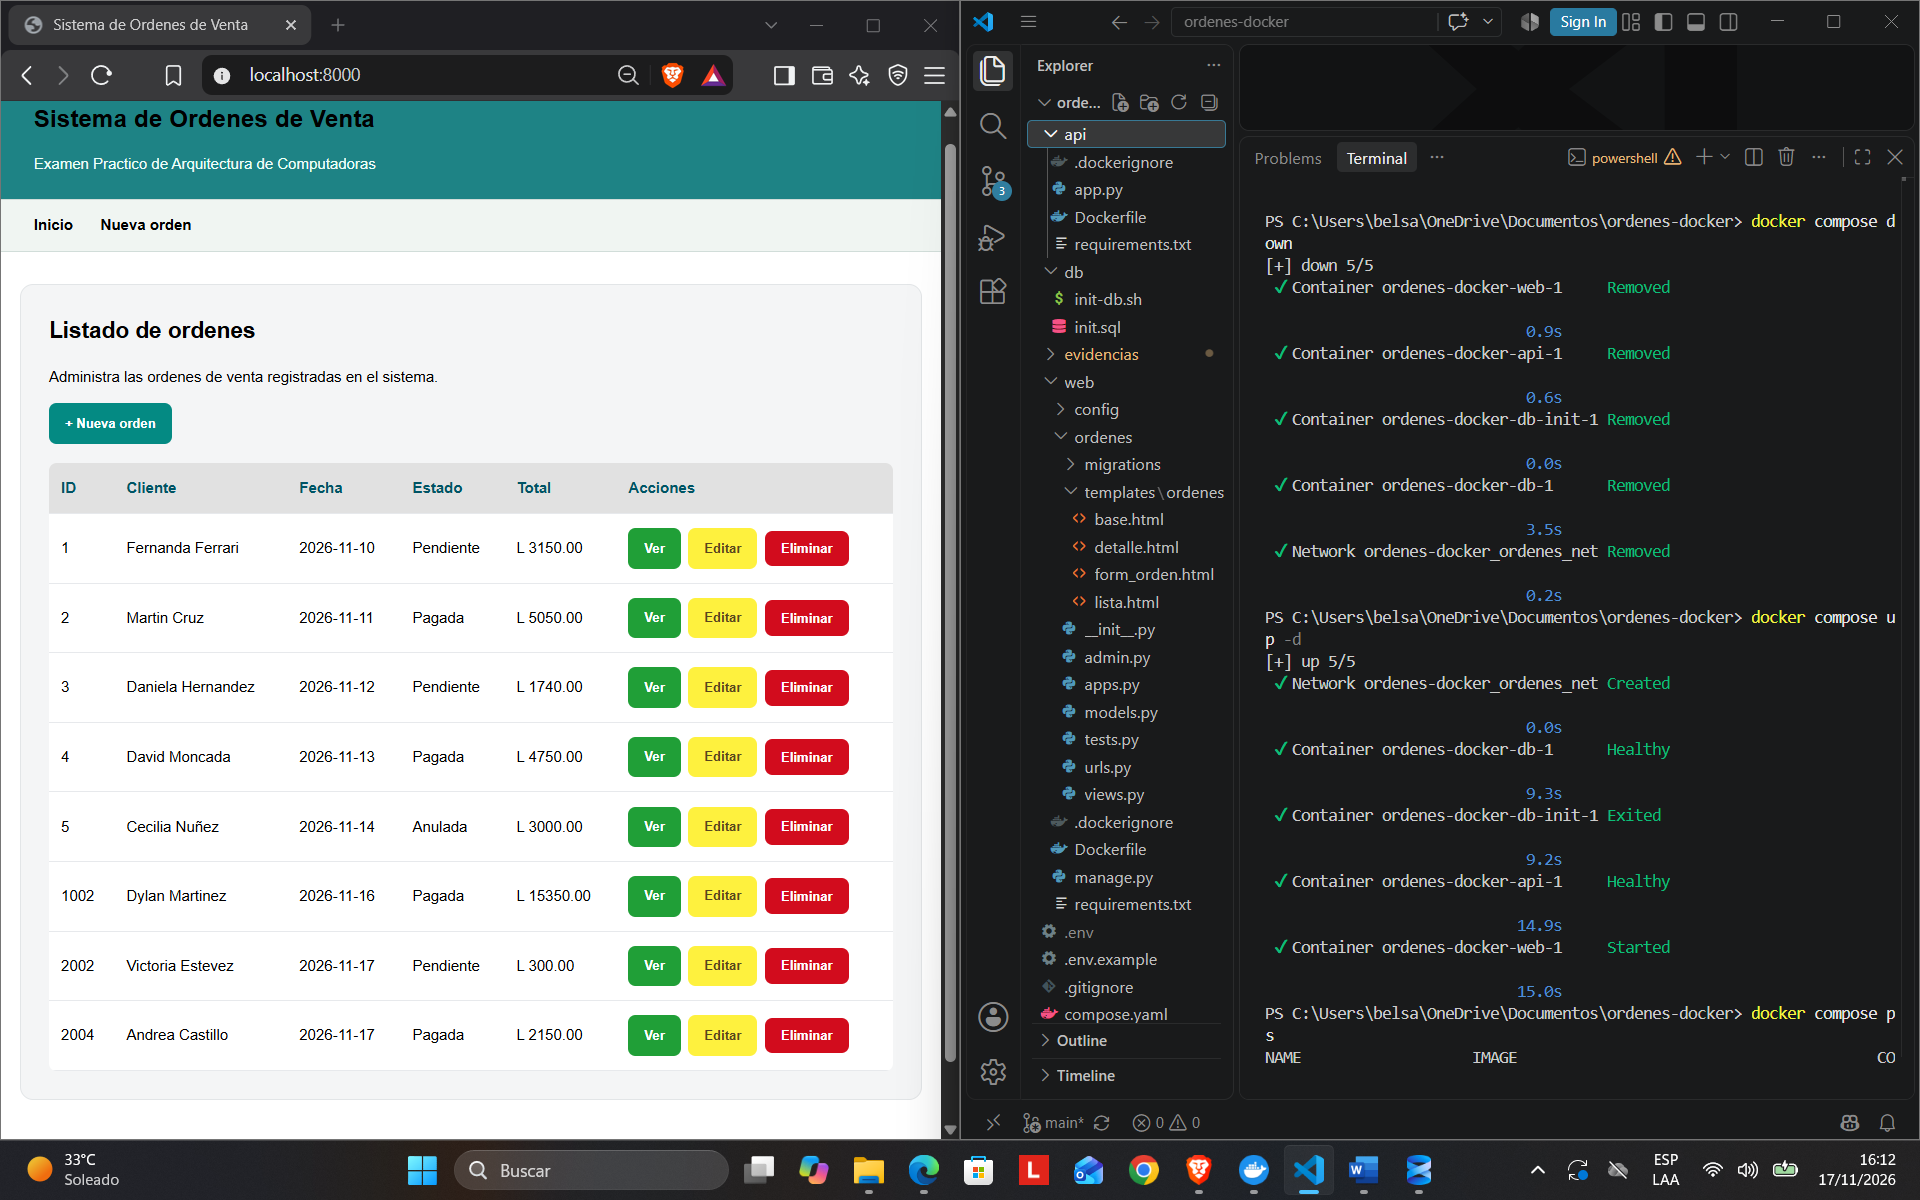 Sistema de Ordenes de Venta
localhost:8000
Sistema de Ordenes de Venta
Examen Practico de Arquitectura de Computadoras
Inicio Nueva orden
Listado de ordenes
Administra las ordenes de venta registradas en el sistema.
+ Nueva orden
ID Cliente Fecha Estado Total Acciones
1 Fernanda Ferrari 2026-11-10 Pendiente L 3150.00 Ver Editar Eliminar
2 Martin Cruz 2026-11-11 Pagada L 5050.00 Ver Editar Eliminar
3 Daniela Hernandez 2026-11-12 Pendiente L 1740.00 Ver Editar Eliminar
4 David Moncada 2026-11-13 Pagada L 4750.00 Ver Editar Eliminar
5 Cecilia Nuñez 2026-11-14 Anulada L 3000.00 Ver Editar Eliminar
1002 Dylan Martinez 2026-11-16 Pagada L 15350.00 Ver Editar Eliminar
2002 Victoria Estevez 2026-11-17 Pendiente L 300.00 Ver Editar Eliminar
2004 Andrea Castillo 2026-11-17 Pagada L 2150.00 Ver Editar Eliminar
ordenes-docker
Sign In
Explorer
orde...
api
.dockerignore
app.py
Dockerfile
requirements.txt
db
init-db.sh
init.sql
evidencias
web
config
ordenes
migrations
templates\ordenes
base.html
detalle.html
form_orden.html
lista.html
__init__.py
admin.py
apps.py
models.py
tests.py
urls.py
views.py
.dockerignore
Dockerfile
manage.py
requirements.txt
.env
.env.example
.gitignore
compose.yaml
Outline
Timeline
3
Problems Terminal ... powershell
PS C:\Users\belsa\OneDrive\Documentos\ordenes-docker> docker compose d
own
[+] down 5/5
✓ Container ordenes-docker-web-1 Removed
0.9s
✓ Container ordenes-docker-api-1 Removed
0.6s
✓ Container ordenes-docker-db-init-1 Removed
0.0s
✓ Container ordenes-docker-db-1 Removed
3.5s
✓ Network ordenes-docker_ordenes_net Removed
0.2s
PS C:\Users\belsa\OneDrive\Documentos\ordenes-docker> docker compose u
p -d
[+] up 5/5
✓ Network ordenes-docker_ordenes_net Created
0.0s
✓ Container ordenes-docker-db-1 Healthy
9.3s
✓ Container ordenes-docker-db-init-1 Exited
9.2s
✓ Container ordenes-docker-api-1 Healthy
14.9s
✓ Container ordenes-docker-web-1 Started
15.0s
PS C:\Users\belsa\OneDrive\Documentos\ordenes-docker> docker compose p
s
NAME IMAGE CO
main* 0 0
33°C
Soleado
Buscar
ESP
LAA
16:12
17/11/2026